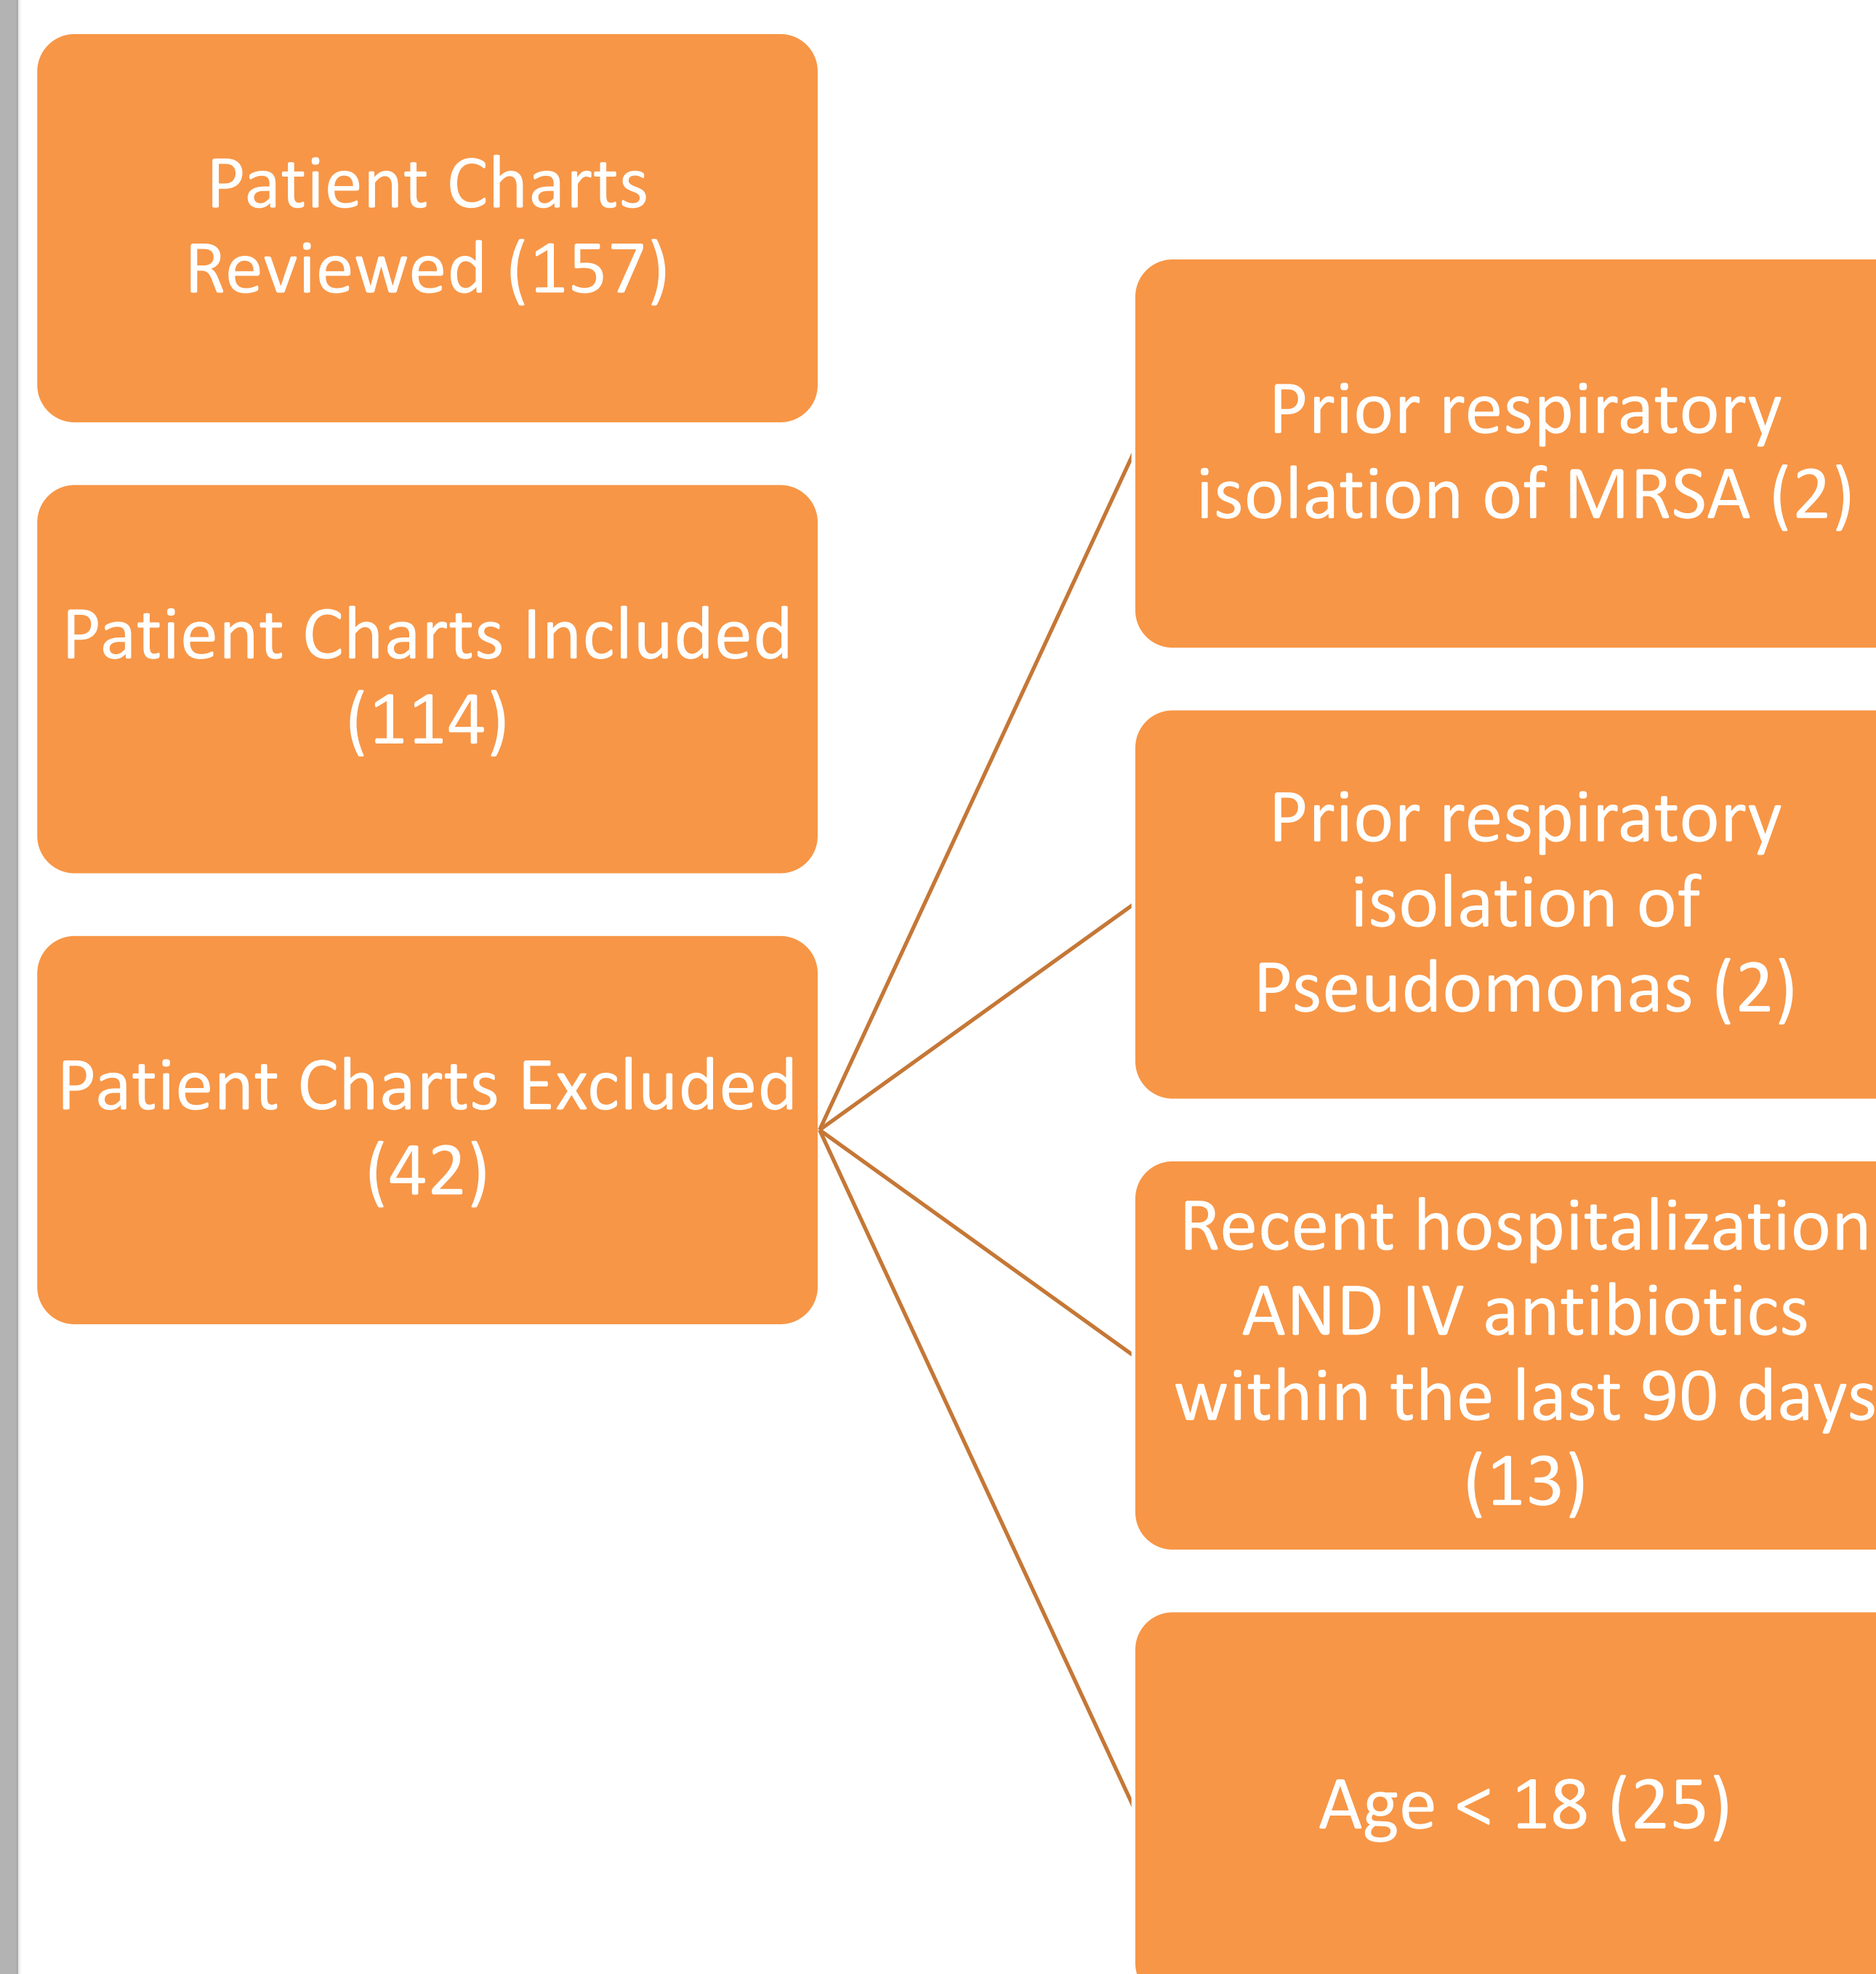 Patient Charts
Reviewed (157)
Patient Charts Included
(114)
Patient Charts Excluded
(42)
Prior respiratory
isolation of MRSA (2)
Prior respiratory
isolation of
Pseudomonas (2)
Recent hospitalization
AND IV antibiotics
within the last 90 days
(13)
Age < 18 (25)